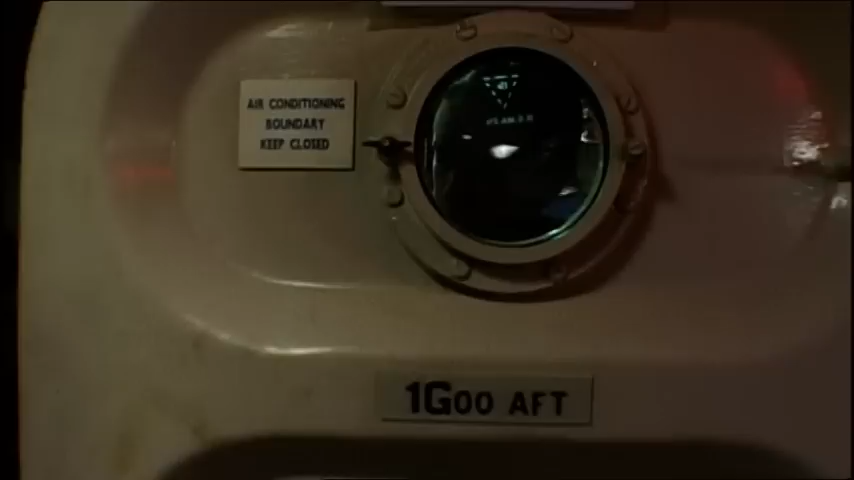 AIR CONDITIONING
BOUNDARY
KEEP CLOSED
1G00 AFT